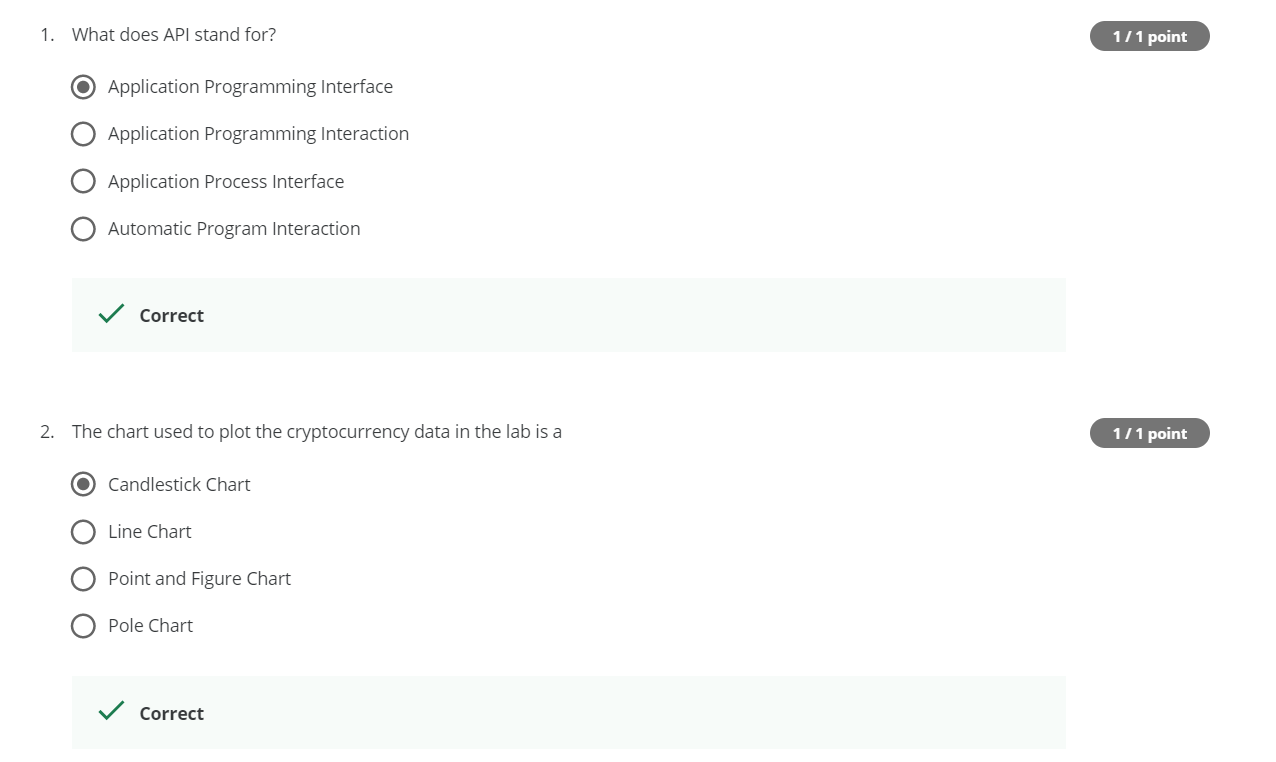 1. What does API stand for?
1 / 1 point
Application Programming Interface
Application Programming Interaction
Application Process Interface
Automatic Program Interaction
Correct
2. The chart used to plot the cryptocurrency data in the lab is a
1 / 1 point
Candlestick Chart
Line Chart
Point and Figure Chart
Pole Chart
Correct